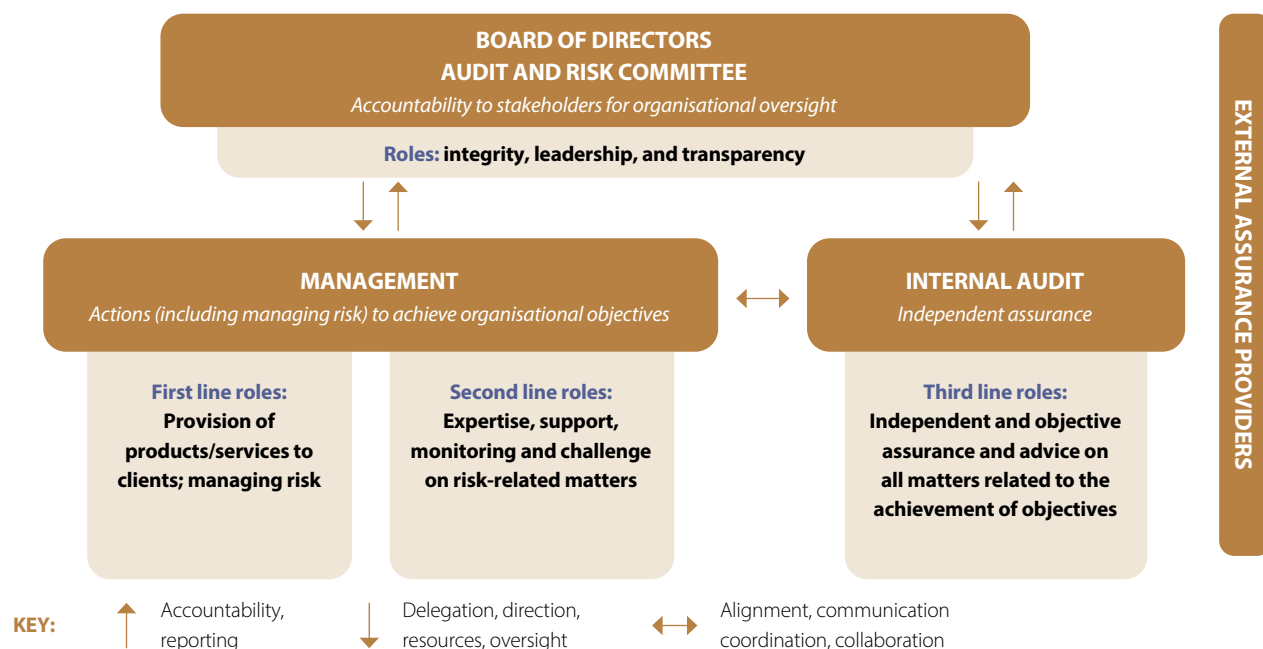 BOARD OF DIRECTORS
AUDIT AND RISK COMMITTEE
Accountability to stakeholders for organisational oversight
Roles: integrity, leadership, and transparency
MANAGEMENT
Actions (including managing risk) to achieve organisational objectives
INTERNAL AUDIT
Independent assurance
First line roles:
Provision of
products/services to
clients; managing risk
Second line roles:
Expertise, support,
monitoring and challenge
on risk-related matters
Third line roles:
Independent and objective
assurance and advice on
all matters related to the
achievement of objectives
EXTERNAL ASSURANCE PROVIDERS
KEY:
Accountability,
reporting
Delegation, direction,
resources, oversight
Alignment, communication
coordination, collaboration